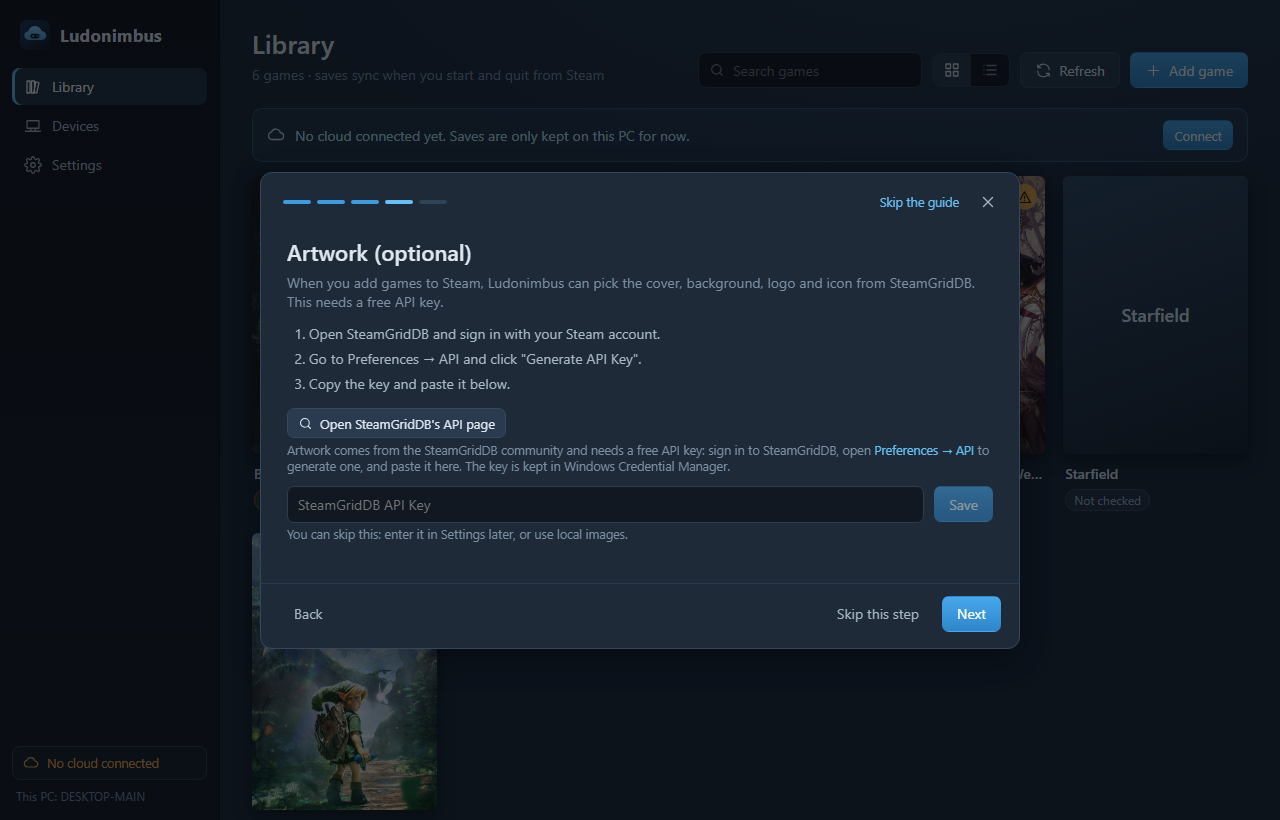 Ludonimbus
Library
Devices
Settings
No cloud connected
This PC: DESKTOP-MAIN
Library
6 games · saves sync when you start and quit from Steam
Search games
Refresh
Add game
No cloud connected yet. Saves are only kept on this PC for now.
Connect
Skip the guide
Artwork (optional)
When you add games to Steam, Ludonimbus can pick the cover, background, logo and icon from SteamGridDB.
This needs a free API key.
1. Open SteamGridDB and sign in with your Steam account.
2. Go to Preferences → API and click "Generate API Key".
3. Copy the key and paste it below.
Open SteamGridDB's API page
Artwork comes from the SteamGridDB community and needs a free API key: sign in to SteamGridDB, open Preferences → API to
generate one, and paste it here. The key is kept in Windows Credential Manager.
SteamGridDB API Key
Save
You can skip this: enter it in Settings later, or use local images.
Back
Skip this step
Next
Starfield
Starfield
Not checked